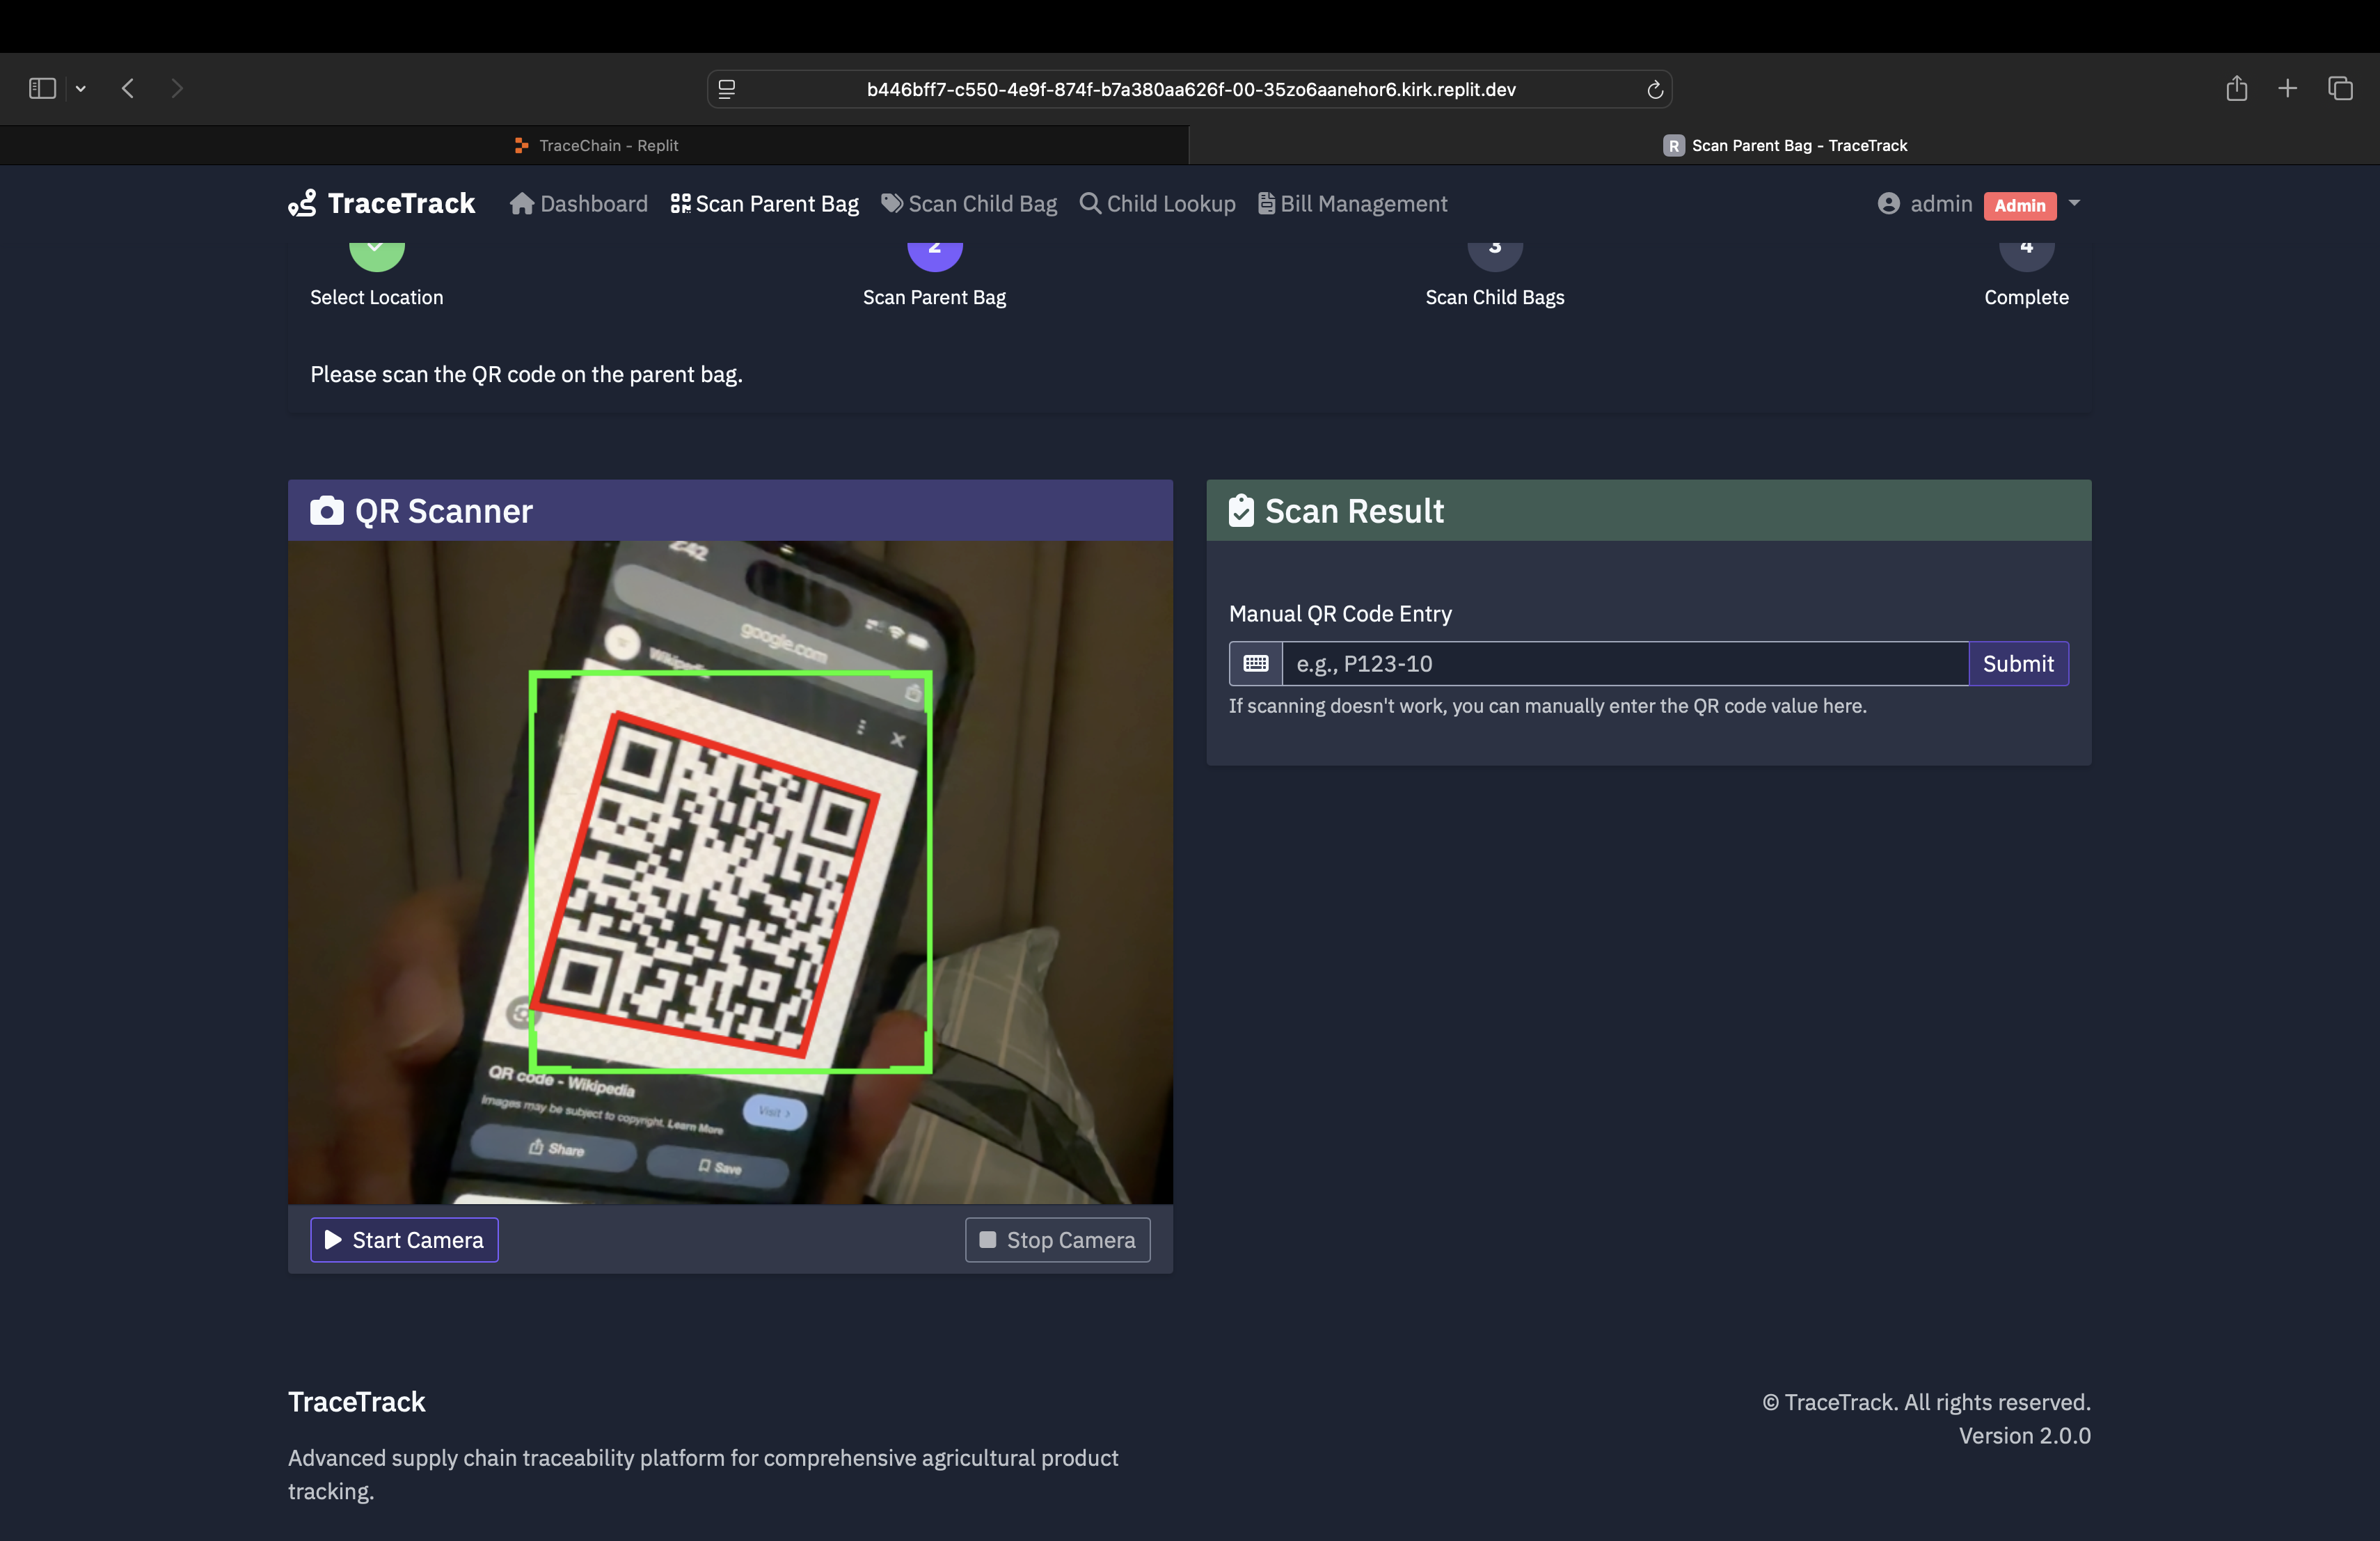 b446bff7-c550-4e9f-874f-b7a380aa626f-00-35zo6aanehor6.kirk.replit.dev
TraceChain - Replit
R Scan Parent Bag - TraceTrack
TraceTrack Dashboard Scan Parent Bag Scan Child Bag Child Lookup Bill Management admin Admin
2 3 4
Select Location Scan Parent Bag Scan Child Bags Complete
Please scan the QR code on the parent bag.
QR Scanner
2:42
google.com
Wikipedia
QR code - Wikipedia
Images may be subject to copyright. Learn More
Visit >
Share
Save
Start Camera
Stop Camera
Scan Result
Manual QR Code Entry
e.g., P123-10
Submit
If scanning doesn't work, you can manually enter the QR code value here.
TraceTrack
Advanced supply chain traceability platform for comprehensive agricultural product
tracking.
© TraceTrack. All rights reserved.
Version 2.0.0